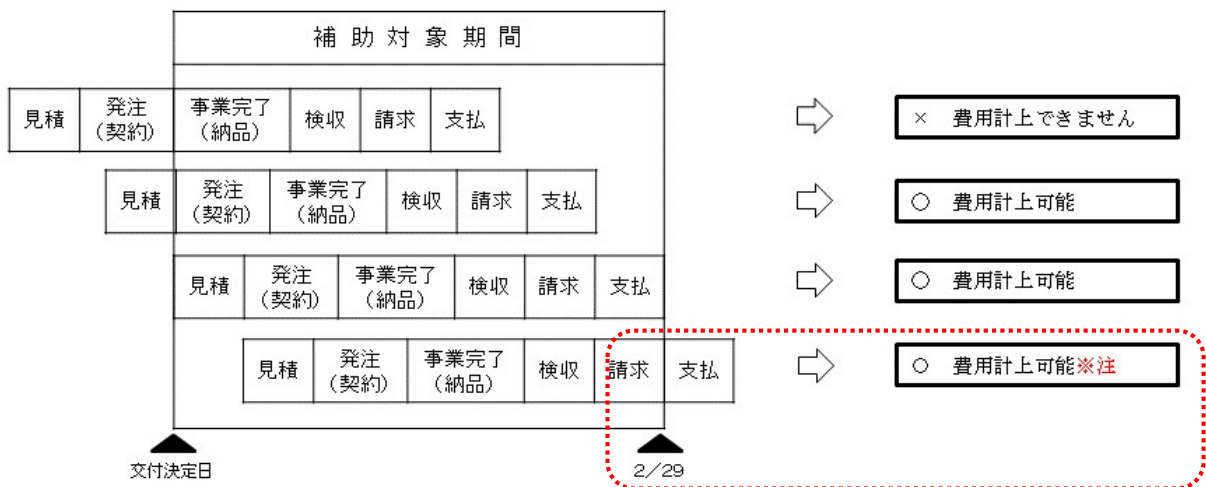 補助対象期間
見積 発注 事業完了 検収 請求 支払 ⇨ × 費用計上できません
(契約) (納品)
見積 発注 事業完了 検収 請求 支払 ⇨ ○ 費用計上可能
(契約) (納品)
見積 発注 事業完了 検収 請求 支払 ⇨ ○ 費用計上可能
(契約) (納品)
見積 発注 事業完了 検収 請求 支払 ⇨ ○ 費用計上可能※注
(契約) (納品)
交付決定日 2/29